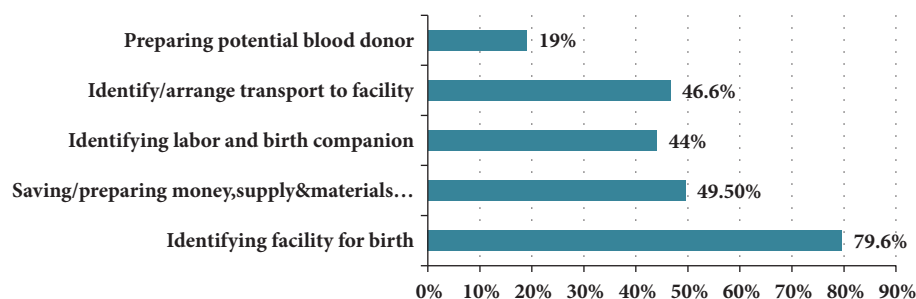 Preparing potential blood donor 19%
Identify/arrange transport to facility 46.6%
Identifying labor and birth companion 44%
Saving/preparing money,supply&materials… 49.50%
Identifying facility for birth 79.6%
0% 10% 20% 30% 40% 50% 60% 70% 80% 90%